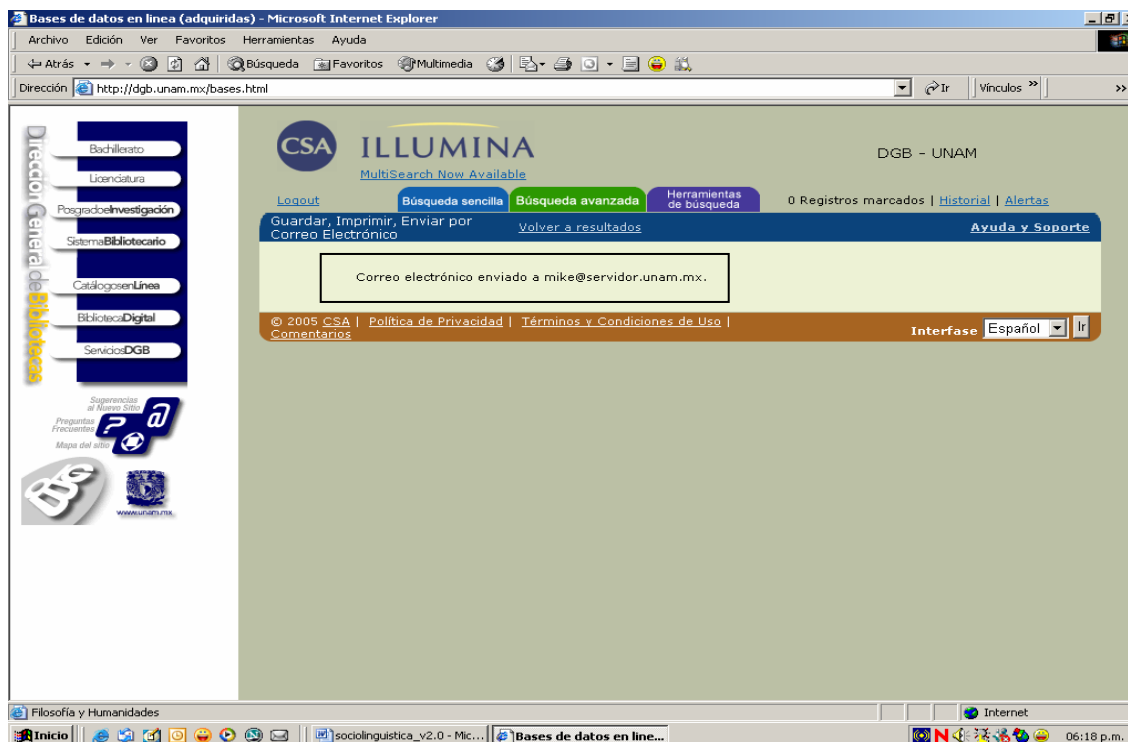 Bases de datos en linea (adquiridas) - Microsoft Internet Explorer
Archivo Edición Ver Favoritos Herramientas Ayuda
Atrás Búsqueda Favoritos Multimedia
Dirección http://dgb.unam.mx/bases.html Ir Vínculos »
Dirección General de Bibliotecas
Bachillerato
Licenciatura
PosgradoeInvestigación
SistemaBibliotecario
CatálogosenLínea
BibliotecaDigital
ServiciosDGB
Sugerencias
al Nuevo Sitio
Preguntas
Frecuentes
Mapa del sitio
DGB
www.unam.mx
CSA ILLUMINA
MultiSearch Now Available
DGB - UNAM
Logout Búsqueda sencilla Búsqueda avanzada Herramientas de búsqueda 0 Registros marcados | Historial | Alertas
Guardar, Imprimir, Enviar por
Correo Electrónico Volver a resultados Ayuda y Soporte
Correo electrónico enviado a mike@servidor.unam.mx.
© 2005 CSA | Política de Privacidad | Términos y Condiciones de Uso |
Comentarios Interfase Español Ir
Filosofía y Humanidades Internet
Inicio sociolinguistica_v2.0 - Mic... Bases de datos en line... 06:18 p.m.